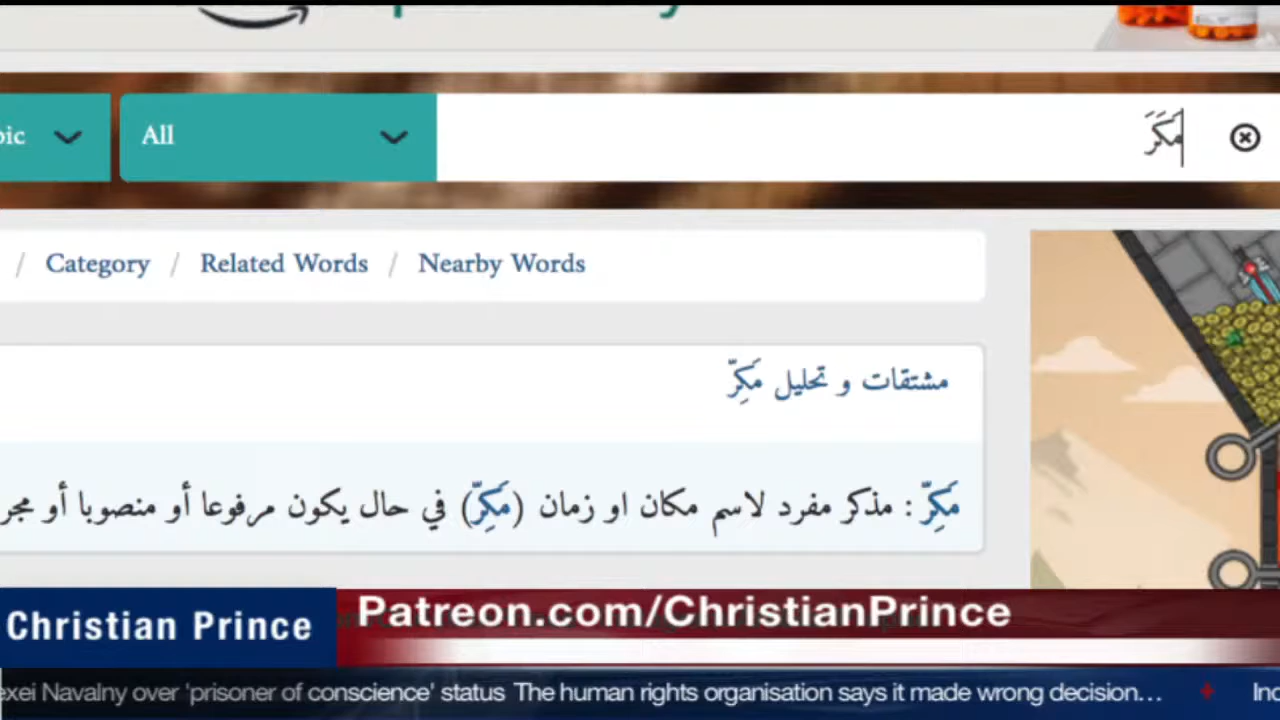 All
مَكَرَ
Category / Related Words / Nearby Words
مشتقات و تحليل مَكِرّ
مَكِرّ : مذكر مفرد لاسم مكان او زمان (مَكِرّ) في حال يكون مرفوعا أو منصوبا أو
Christian Prince
Patreon.com/ChristianPrince
Navalny over 'prisoner of conscience' status The human rights organisation says it made wrong decision...